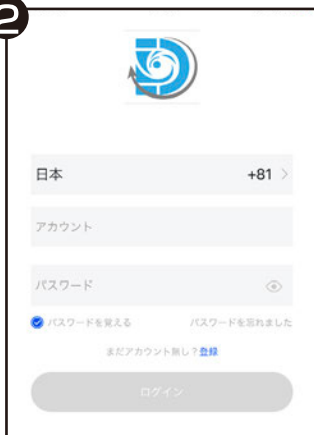 2
日本 +81 >
アカウント
パスワード
パスワードを覚える パスワードを忘れました
まだアカウント無し？登録
ログイン